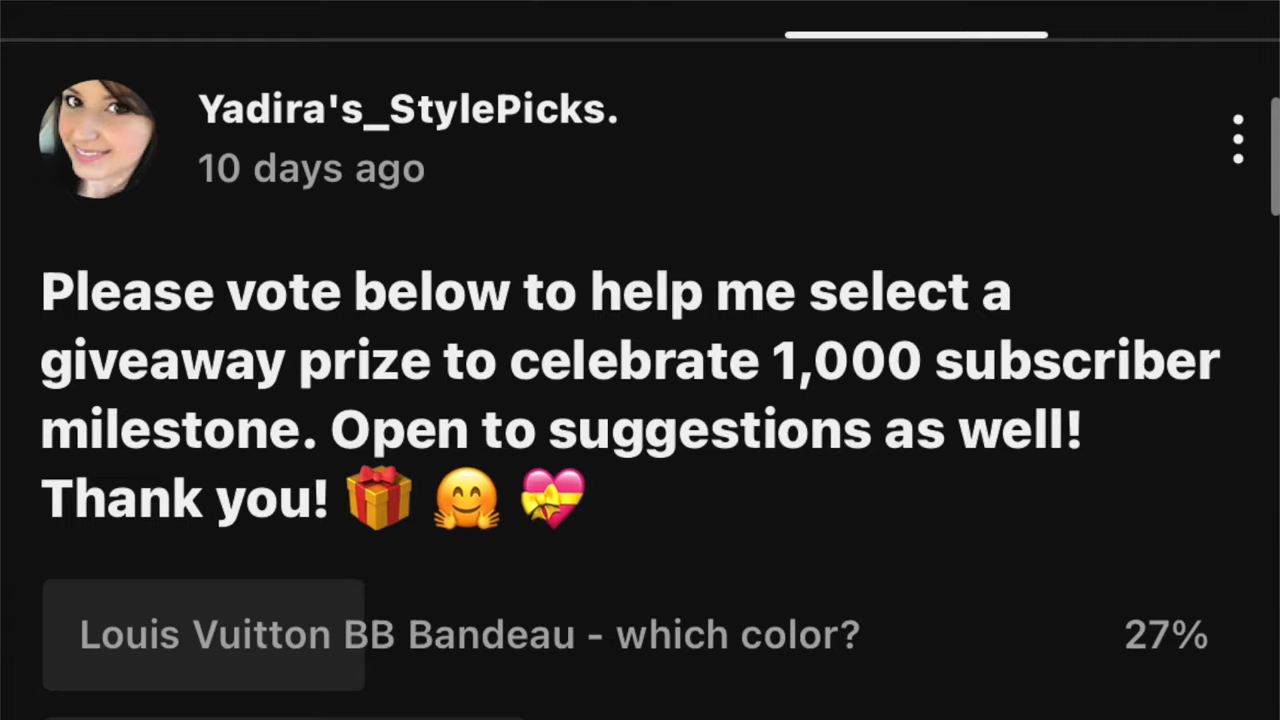 Yadira's_StylePicks.
10 days ago
Please vote below to help me select a
giveaway prize to celebrate 1,000 subscriber
milestone. Open to suggestions as well!
Thank you! 🎁 🤗 💝
Louis Vuitton BB Bandeau - which color? 27%